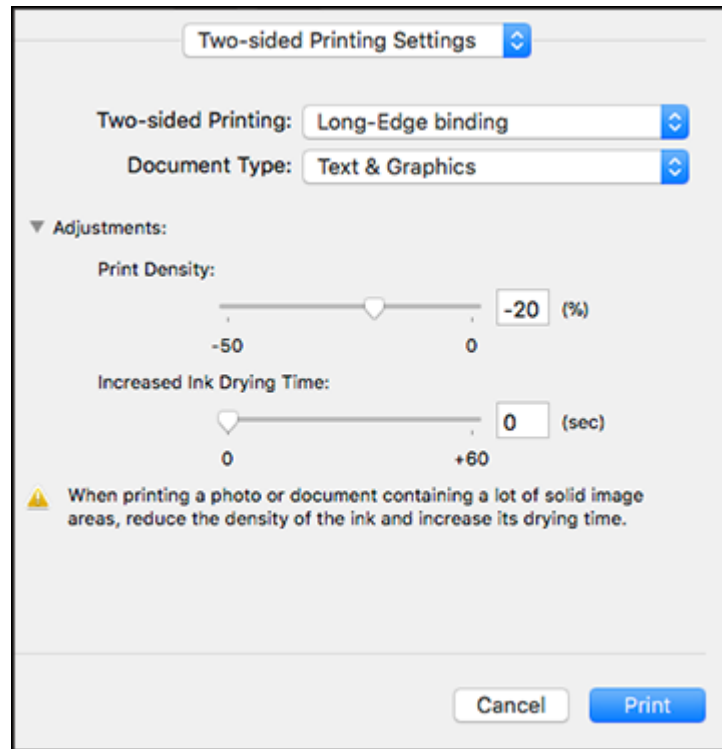 Two-sided Printing Settings
Two-sided Printing: Long-Edge binding
Document Type: Text & Graphics
Adjustments:
Print Density:
-20 (%)
-50 0
Increased Ink Drying Time:
0 (sec)
0 +60
When printing a photo or document containing a lot of solid image
areas, reduce the density of the ink and increase its drying time.
Cancel Print